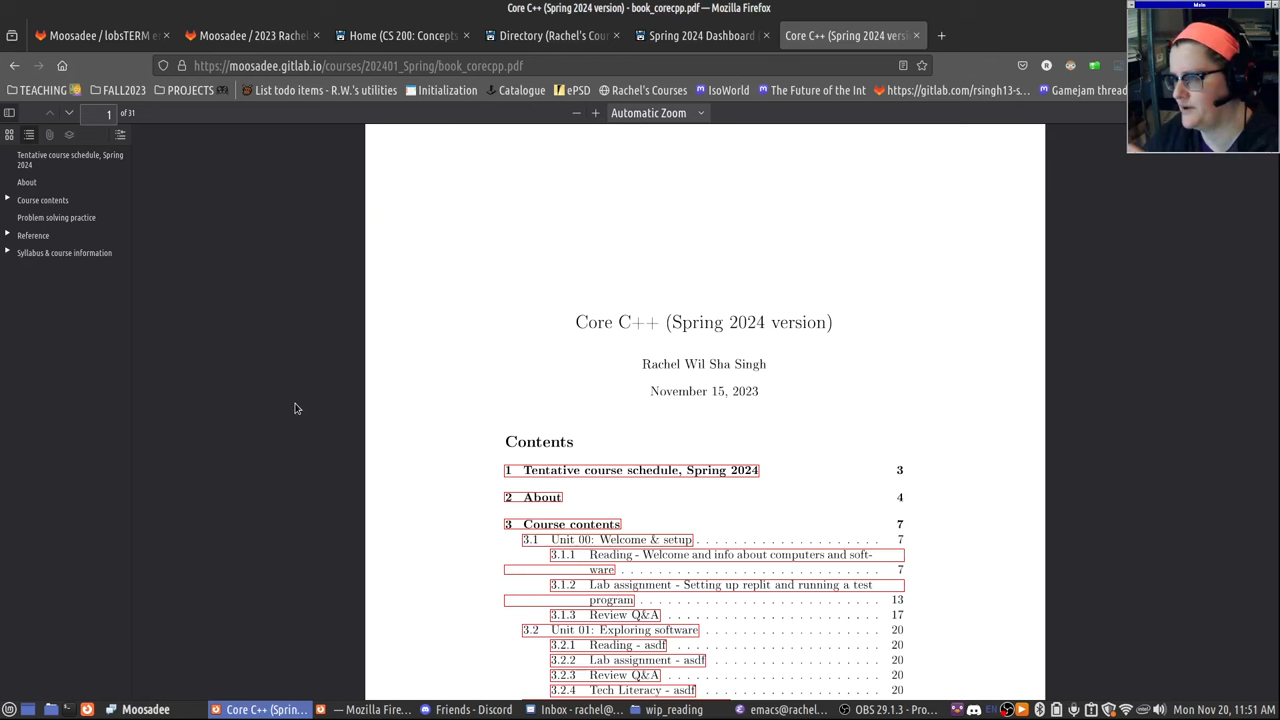 Core C++ (Spring 2024 version) - book_corecpp.pdf — Mozilla Firefox
Main
Moosadee / lobsTERM e
Moosadee / 2023 Rachel
Home (CS 200: Concepts
Directory
el's Cou
Spring 2024 Dashboard
Core C++ (Spring 2024 versi
https://moosadee.gitlab.io/courses/202401_Spring/book_corecpp.pdf
TEACHING
FALL2023
PROJECTS
List todo items - R.W.'s utilities
Initialization
Catalogue
ePSD
Rachel's Courses
IsoWorld
The Future of the Int
https://gitlab.com/rsingh13-s...
Gamejam thread
1 of 31
Automatic Zoom
Tentative course schedule, Spring
2024
About
Course contents
Problem solving practice
Reference
Syllabus & course information
Core C++ (Spring 2024 version)
Rachel Wil Sha Singh
November 15, 2023
Contents
1 Tentative course schedule, Spring 2024 3
2 About 4
3 Course contents 7
3.1 Unit 00: Welcome & setup . . . . . . . . . . . . . . . . 7
3.1.1 Reading - Welcome and info about computers and soft-
ware . . . . . . . . . . . . . . . . . . . . 7
3.1.2 Lab assignment - Setting up replit and running a test
program . . . . . . . . . . . . . . . . . . . 13
3.1.3 Review Q&A . . . . . . . . . . . . . . . . . 17
3.2 Unit 01: Exploring software . . . . . . . . . . . . . . . 20
3.2.1 Reading - asdf . . . . . . . . . . . . . . . . . 20
3.2.2 Lab assignment - asdf . . . . . . . . . . . . . . 20
3.2.3 Review Q&A . . . . . . . . . . . . . . . . . 20
3.2.4 Tech Literacy - asdf . . . . . . . . . . . . . . . 20
Moosadee
Core C++ (Sprin...
— Mozilla Fire...
Friends - Discord
Inbox - rachel@...
wip_reading
emacs@rachel...
OBS 29.1.3 - Pro...
EN
Mon Nov 20, 11:51 AM